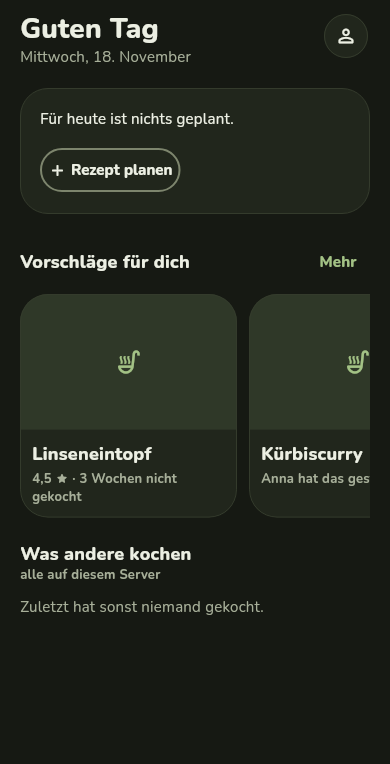 Guten Tag
Mittwoch, 18. November
Für heute ist nichts geplant.
+ Rezept planen
Vorschläge für dich
Mehr
Linseneintopf
4,5 ★ · 3 Wochen nicht
gekocht
Kürbiscurry
Anna hat das ges
Was andere kochen
alle auf diesem Server
Zuletzt hat sonst niemand gekocht.